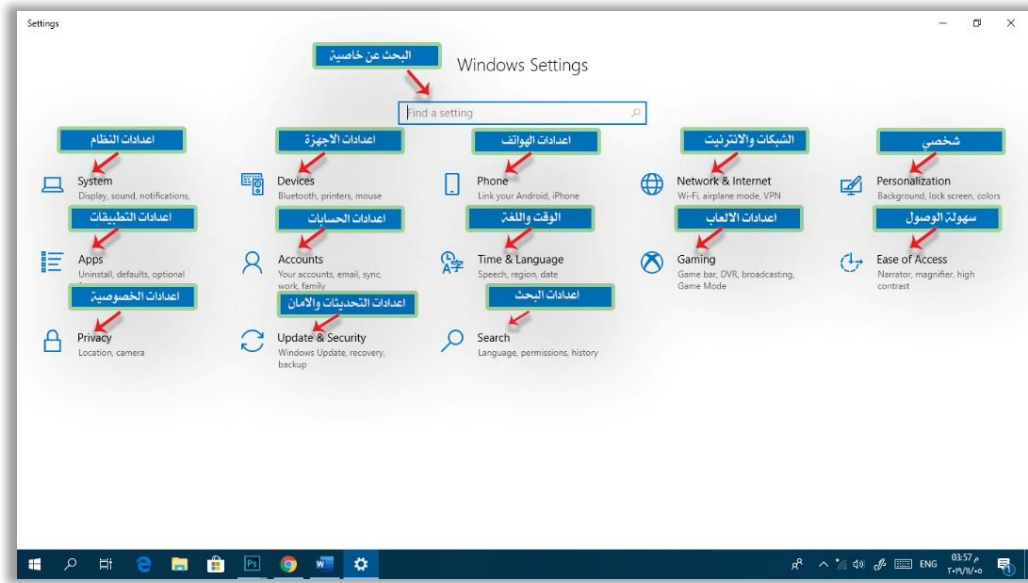 Settings
البحث عن خاصية
Windows Settings
Find a setting
اعدادات النظام
اعدادات الاجهزة
اعدادات الهواتف
الشبكات والانترنيت
شخصي
System
Display, sound, notifications,
Devices
Bluetooth, printers, mouse
Phone
Link your Android, iPhone
Network & Internet
Wi-Fi, airplane mode, VPN
Personalization
Background, lock screen, colors
اعدادات التطبيقات
اعدادات الحسابات
الوقت واللغة
اعدادات الالعاب
سهولة الوصول
Apps
Uninstall, defaults, optional
Accounts
Your accounts, email, sync,
work, family
Time & Language
Speech, region, date
Gaming
Game bar, DVR, broadcasting,
Game Mode
Ease of Access
Narrator, magnifier, high
contrast
اعدادات الخصوصية
اعدادات التحديثات والامان
اعدادات البحث
Privacy
Location, camera
Update & Security
Windows Update, recovery,
backup
Search
Language, permissions, history
Ps
W
ENG
03:57 م
٢٠١٩/١١/٠٥
1